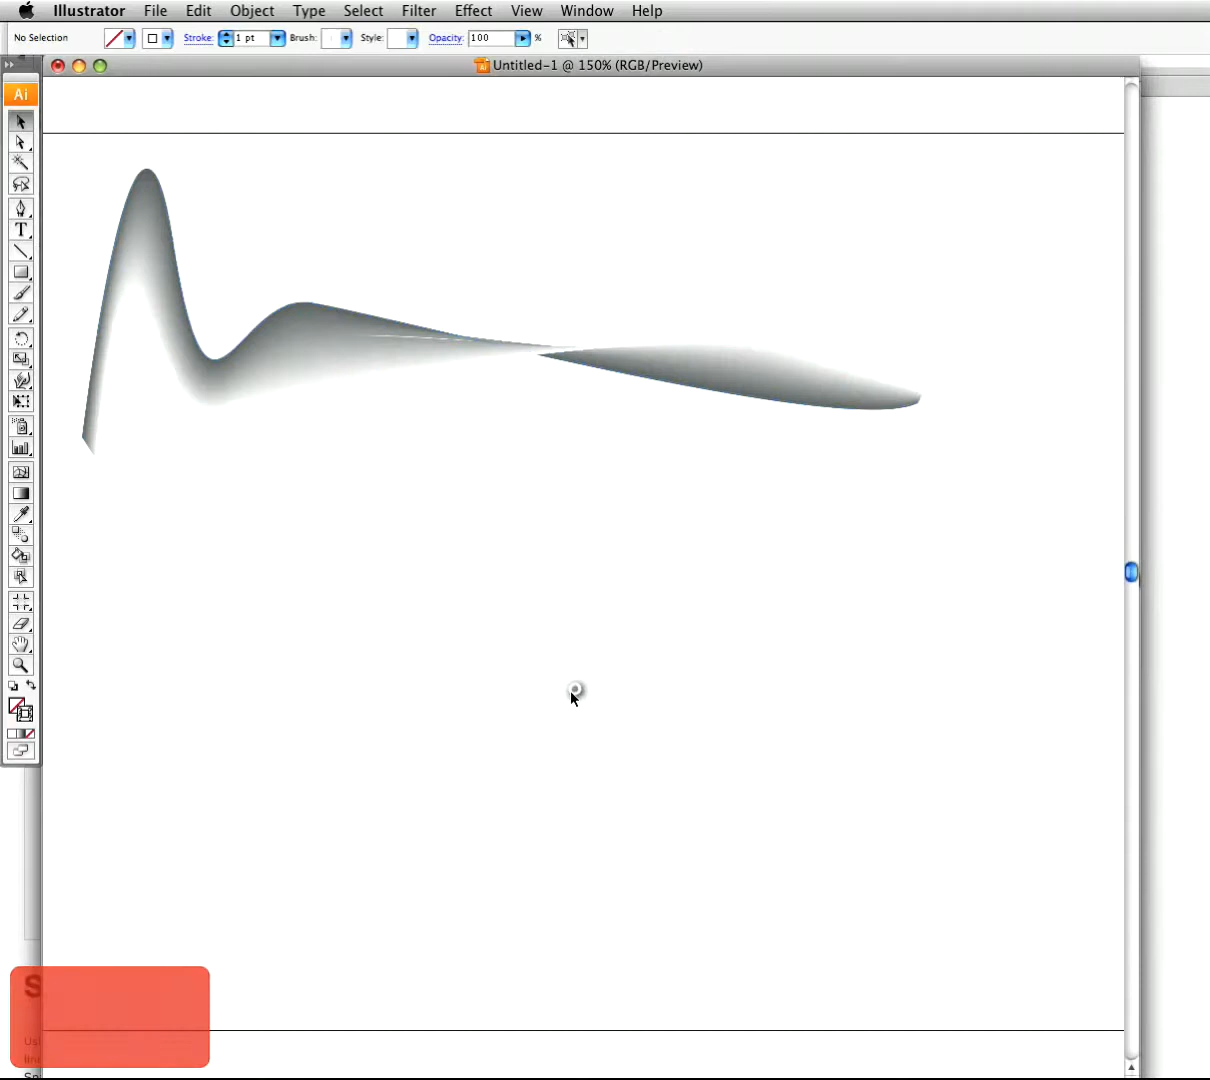 Illustrator File Edit Object Type Select Filter Effect View Window Help
No Selection Stroke: 1 pt Brush: Style: Opacity: 100 %
Untitled-1 @ 150% (RGB/Preview)
Ai
T
S